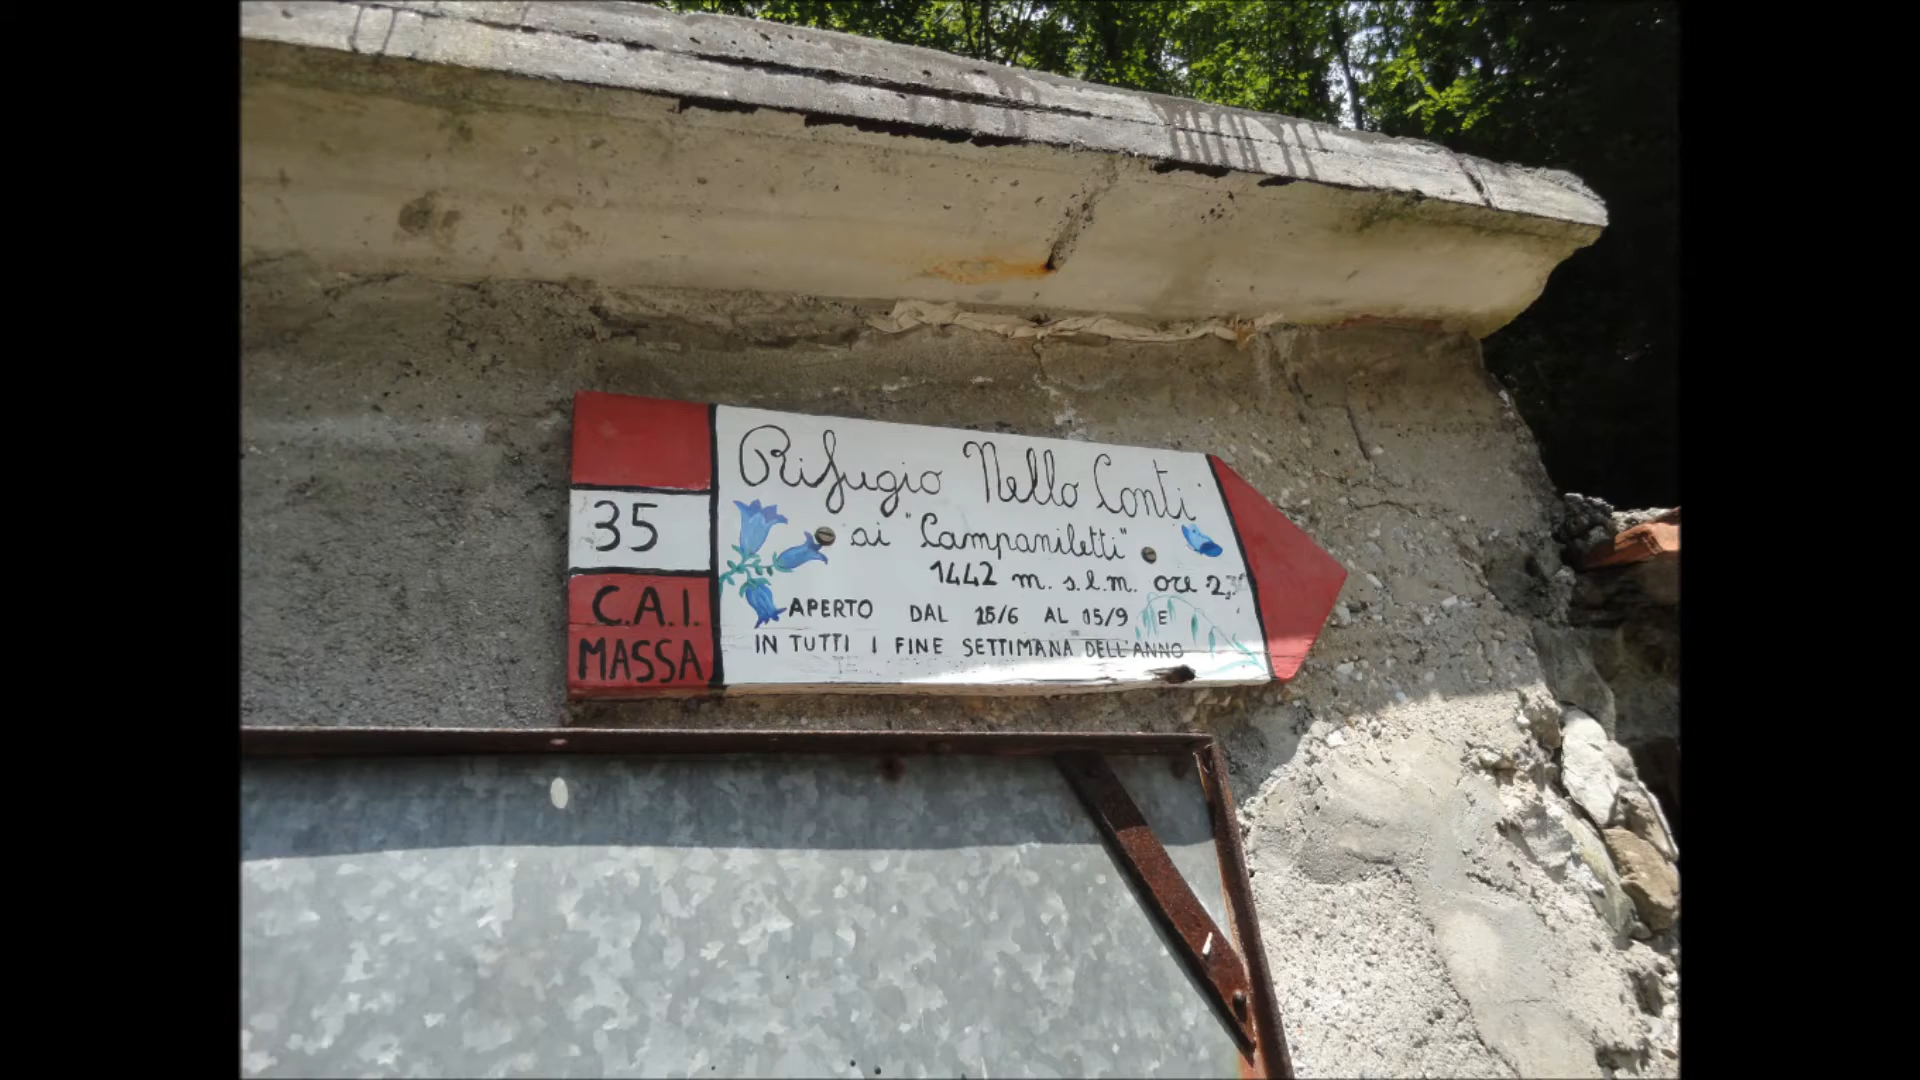 35
C.A.I.
MASSA
Rifugio Nello Conti
ai "Campaniletti"
1442 m. s.l.m. ore
APERTO DAL 15/6 AL 15/9 E
IN TUTTI I FINE SETTIMANA DELL'ANNO